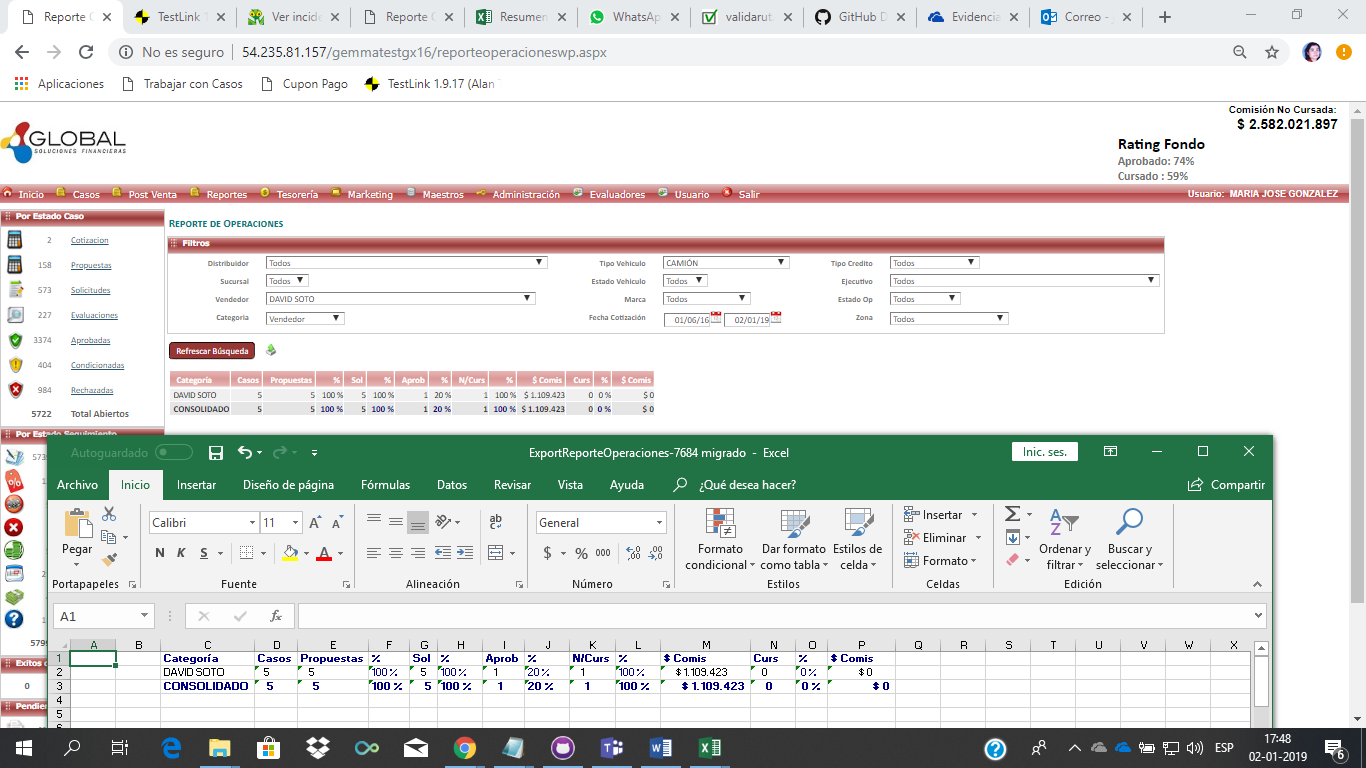 Reporte C TestLink 1 Ver incide Reporte C Resumen WhatsAp validarut. GitHub D Evidencia Correo -
No es seguro 54.235.81.157/gemmatestgx16/reporteoperacioneswp.aspx
Aplicaciones Trabajar con Casos Cupon Pago TestLink 1.9.17 (Alan
Comisión No Cursada:
$ 2.582.021.897
GLOBAL
SOLUCIONES FINANCIERAS
Rating Fondo
Aprobado: 74%
Cursado : 59%
Inicio Casos Post Venta Reportes Tesorería Marketing Maestros Administración Evaluadores Usuario Salir Usuario: MARIA JOSE GONZALEZ
Por Estado Caso
2 Cotizacion
158 Propuestas
573 Solicitudes
227 Evaluaciones
3374 Aprobadas
404 Condicionadas
984 Rechazadas
5722 Total Abiertos
Por Estado Seguimiento
REPORTE DE OPERACIONES
Filtros
Distribuidor Todos Tipo Vehiculo CAMIÓN Tipo Credito Todos
Sucursal Todos Estado Vehiculo Todos Ejecutivo Todos
Vendedor DAVID SOTO Marca Todos Estado Op Todos
Categoria Vendedor Fecha Cotización 01/06/16 02/01/19 Zona Todos
Refrescar Búsqueda
Categoría Casos Propuestas % Sol % Aprob % N/Curs % $ Comis Curs % $ Comis
DAVID SOTO 5 5 100 % 5 100 % 1 20 % 1 100 % $ 1.109.423 0 0 % $ 0
CONSOLIDADO 5 5 100 % 5 100 % 1 20 % 1 100 % $ 1.109.423 0 0 % $ 0
Autoguardado ExportReporteOperaciones-7684 migrado - Excel Inic. ses.
Archivo Inicio Insertar Diseño de página Fórmulas Datos Revisar Vista Ayuda ¿Qué desea hacer? Compartir
Pegar
Calibri 11
N K S
ab
c
General
$ % 000
Formato condicional
Dar formato como tabla
Estilos de celda
Insertar
Eliminar
Formato
Ordenar y filtrar
Buscar y seleccionar
Portapapeles Fuente Alineación Número Estilos Celdas Edición
A1 fx
A B C D E F G H I J K L M N O P Q R S T U V W X
1 Categoría Casos Propuestas % Sol % Aprob % N/Curs % $ Comis Curs % $ Comis
2 DAVID SOTO 5 5 100 % 5 100 % 1 20 % 1 100 % $ 1.109.423 0 0 % $ 0
3 CONSOLIDADO 5 5 100 % 5 100 % 1 20 % 1 100 % $ 1.109.423 0 0 % $ 0
4
5
Exitos
0
Pendier
ESP
17:48
02-01-2019
6